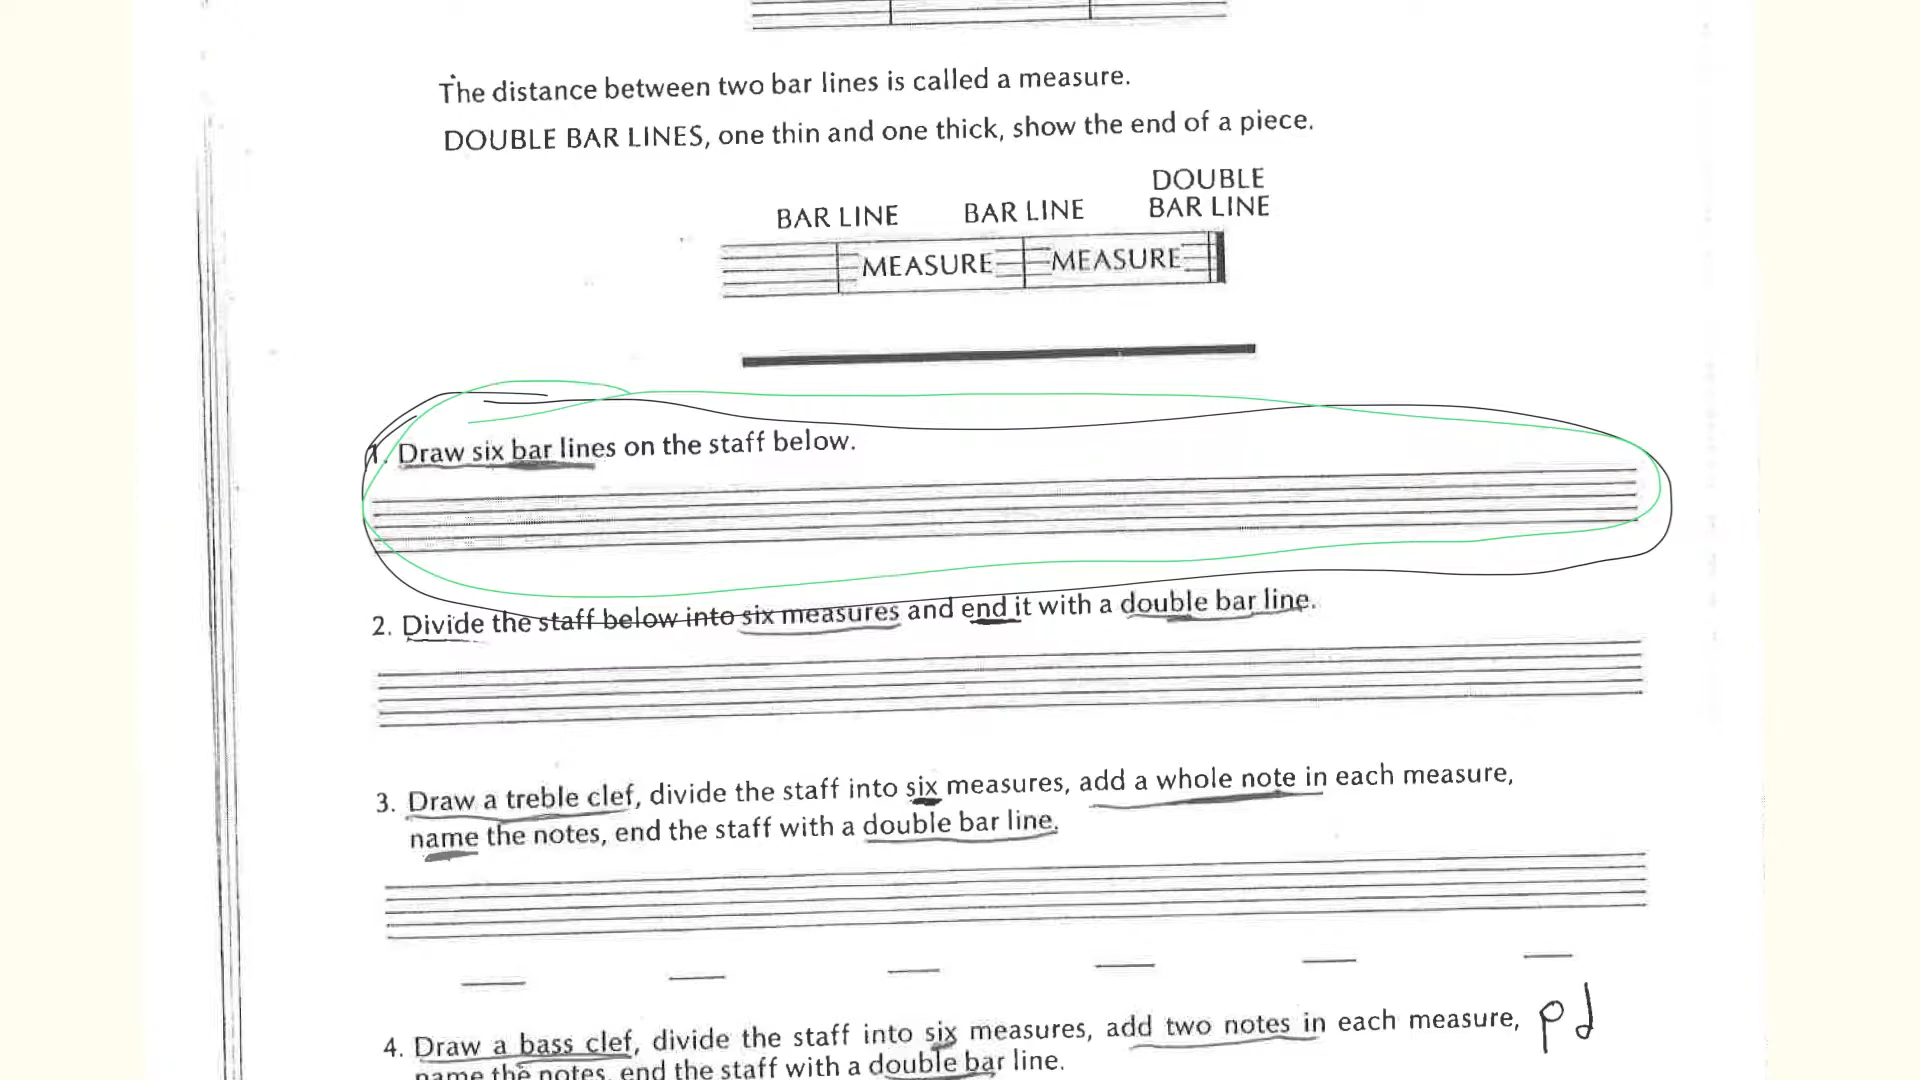 The distance between two bar lines is called a measure.
DOUBLE BAR LINES, one thin and one thick, show the end of a piece.
BAR LINE BAR LINE DOUBLE BAR LINE
MEASURE MEASURE
1. Draw six bar lines on the staff below.
2. Divide the staff below into six measures and end it with a double bar line.
3. Draw a treble clef, divide the staff into six measures, add a whole note in each measure,
name the notes, end the staff with a double bar line.
4. Draw a bass clef, divide the staff into six measures, add two notes in each measure,
name the notes, end the staff with a double bar line.